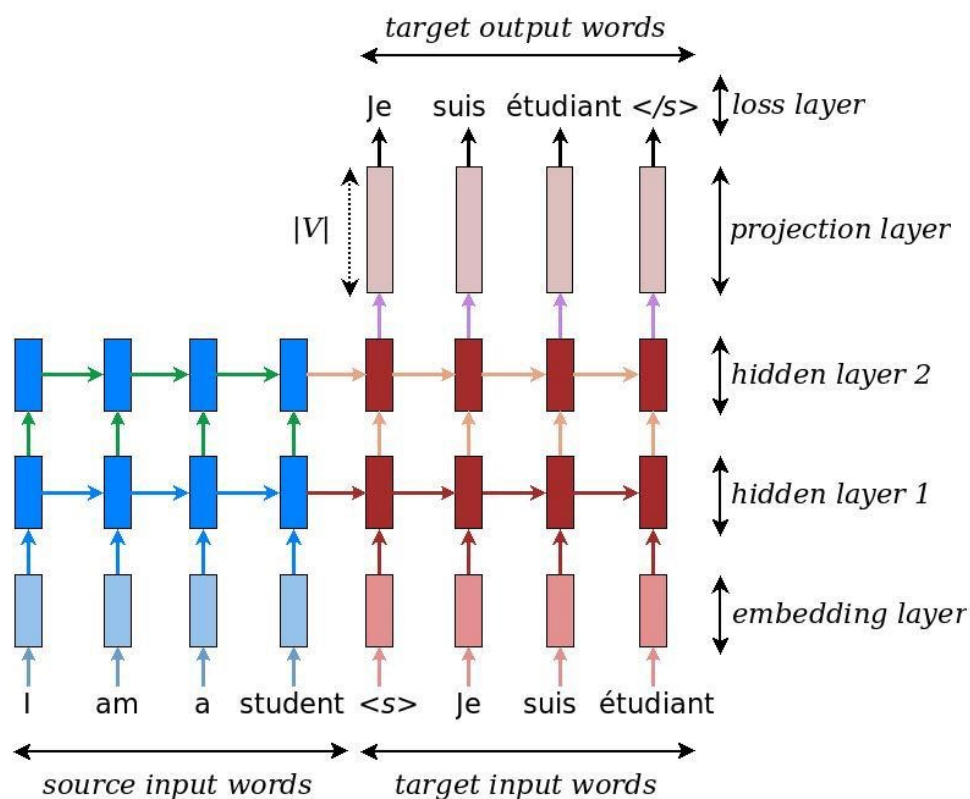 target output words
Je suis étudiant </s>
loss layer
|V|
projection layer
hidden layer 2
hidden layer 1
embedding layer
I am a student <s> Je suis étudiant
source input words
target input words